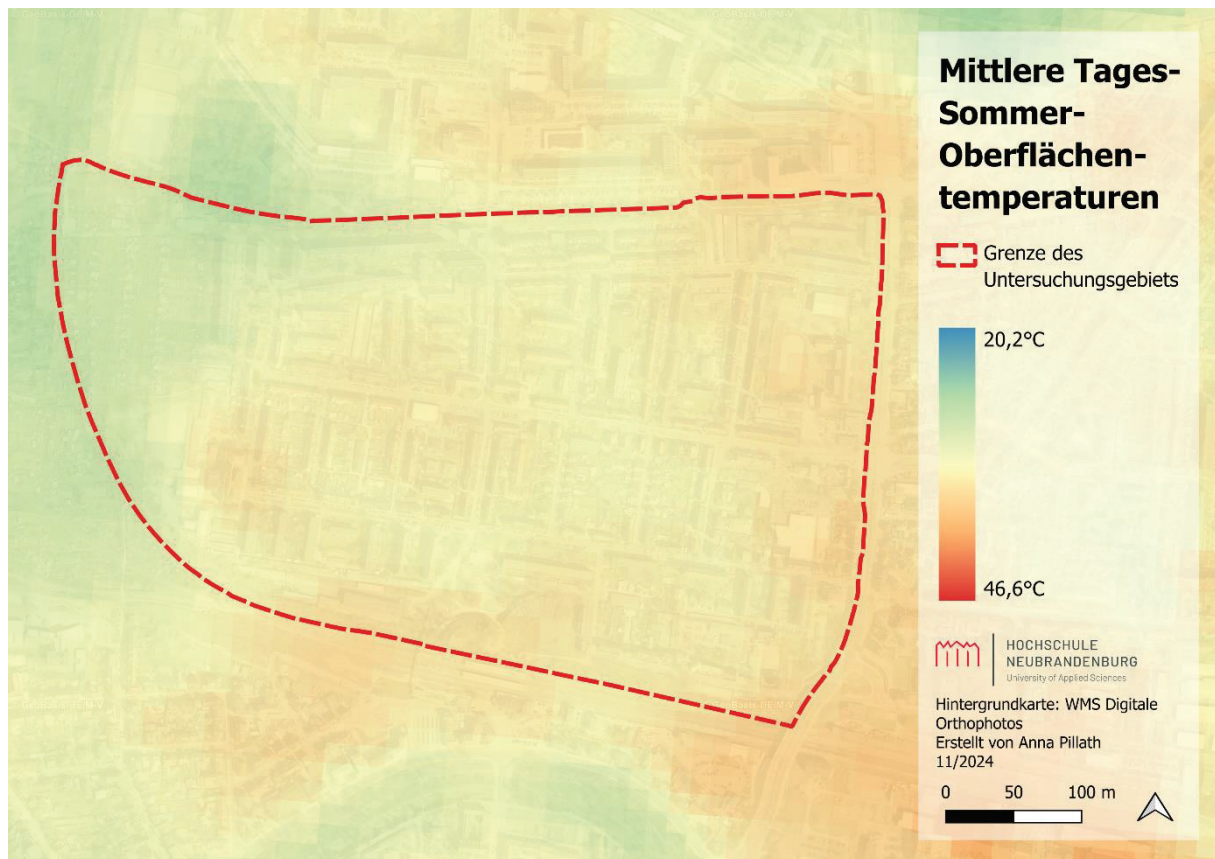 Mittlere Tages-
Sommer-
Oberflächen-
temperaturen
Grenze des
Untersuchungsgebiets
20,2°C
46,6°C
HOCHSCHULE
NEUBRANDENBURG
University of Applied Sciences
Hintergrundkarte: WMS Digitale
Orthophotos
Erstellt von Anna Pillath
11/2024
0 50 100 m